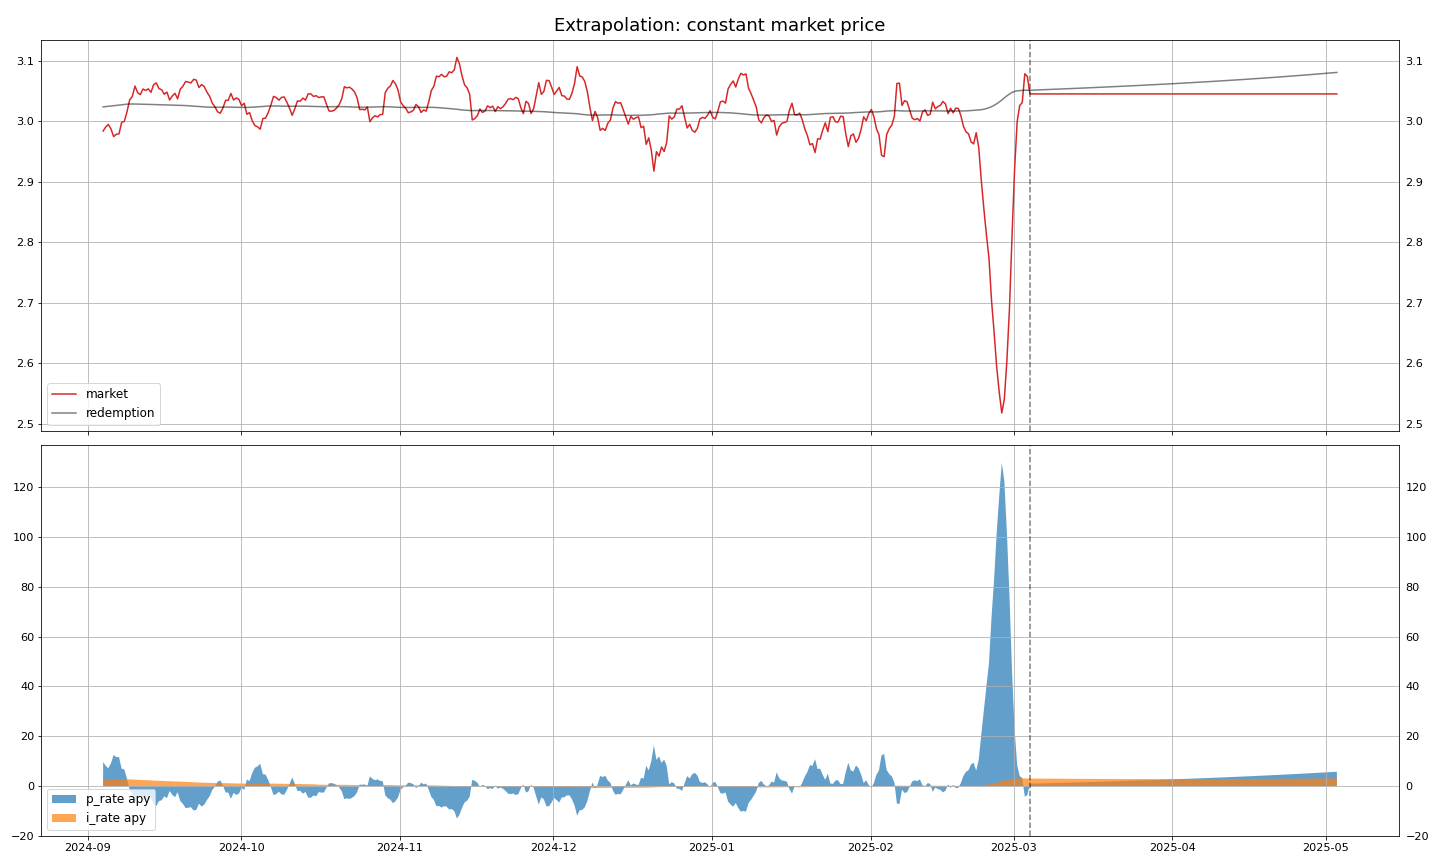 Extrapolation: constant market price
3.1 3.1
3.0 3.0
2.9 2.9
2.8 2.8
2.7 2.7
2.6 2.6
market
redemption
2.5 2.5
120 120
100 100
80 80
60 60
40 40
20 20
0 0
p_rate apy
i_rate apy
−20 −20
2024-09 2024-10 2024-11 2024-12 2025-01 2025-02 2025-03 2025-04 2025-05